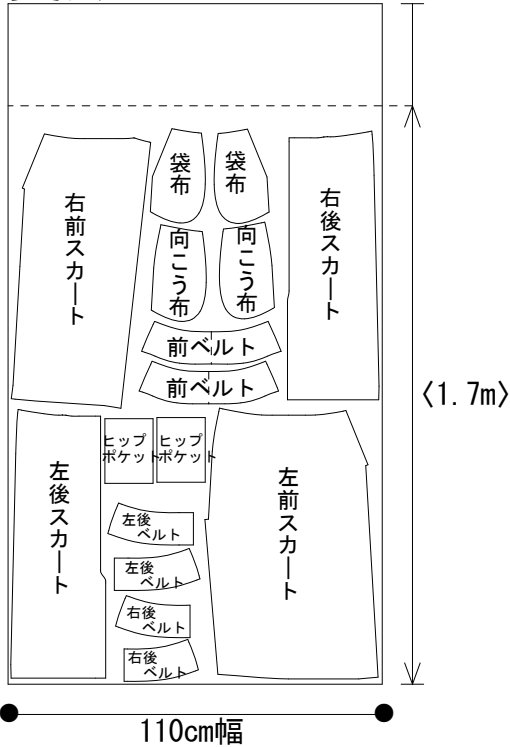 袋布
袋布
右前スカート
右後スカート
向こう布
向こう布
前ベルト
前ベルト
〈1.7m〉
ヒップ
ポケット
ヒップ
ポケット
左後スカート
左前スカート
左後
ベルト
左後
ベルト
右後
ベルト
右後
ベルト
110cm幅